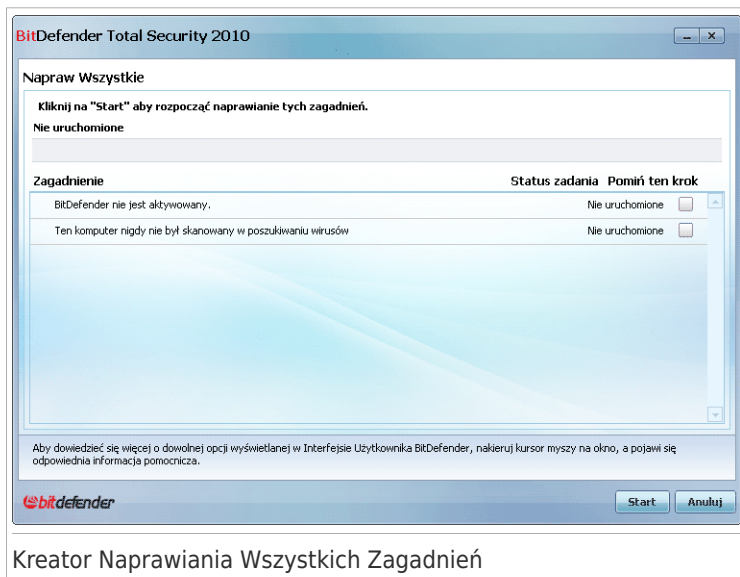 BitDefender Total Security 2010
Napraw Wszystkie
Kliknij na "Start" aby rozpocząć naprawianie tych zagadnień.
Nie uruchomione
Zagadnienie Status zadania Pomiń ten krok
BitDefender nie jest aktywowany. Nie uruchomione
Ten komputer nigdy nie był skanowany w poszukiwaniu wirusów Nie uruchomione
Aby dowiedzieć się więcej o dowolnej opcji wyświetlanej w Interfejsie Użytkownika BitDefender, nakieruj kursor myszy na okno, a pojawi się
odpowiednia informacja pomocnicza.
bitdefender Start Anuluj
Kreator Naprawiania Wszystkich Zagadnień